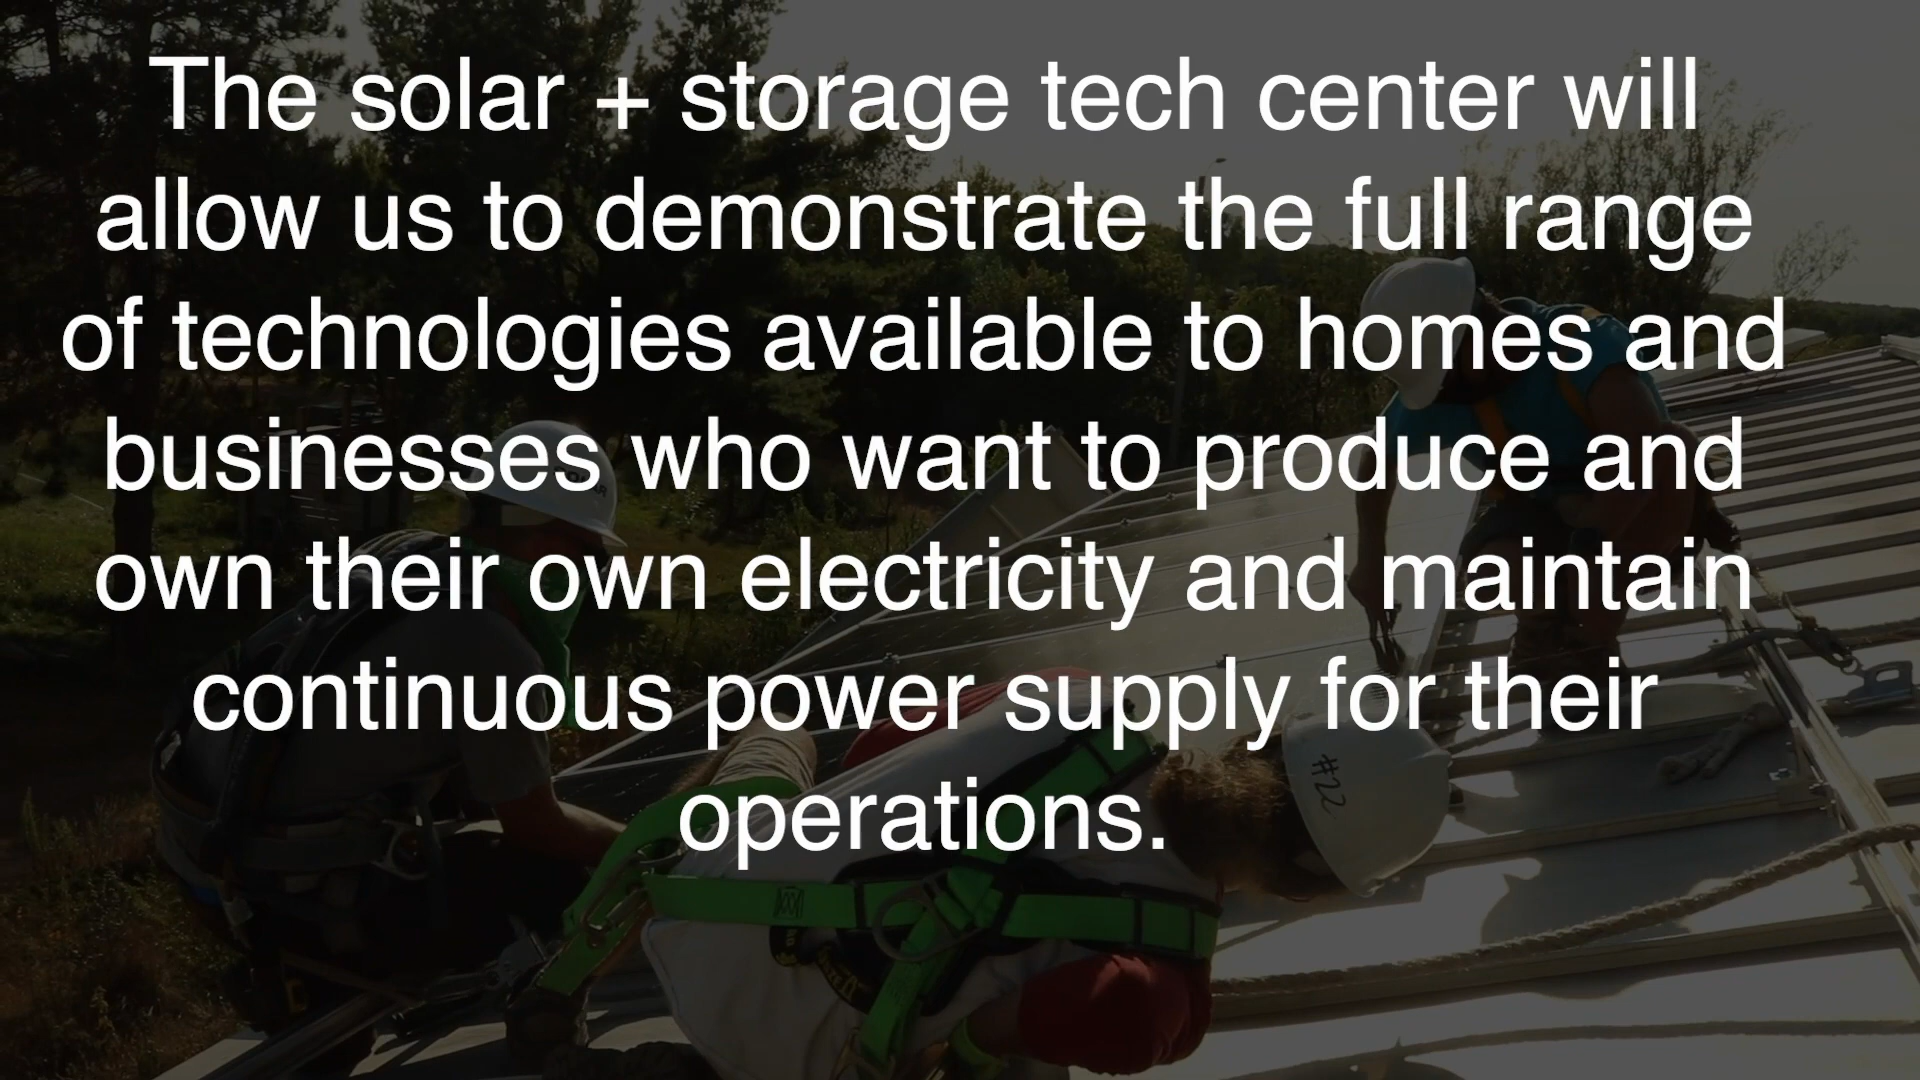 The solar + storage tech center will
allow us to demonstrate the full range
of technologies available to homes and
businesses who want to produce and
own their own electricity and maintain
continuous power supply for their
operations.
#22